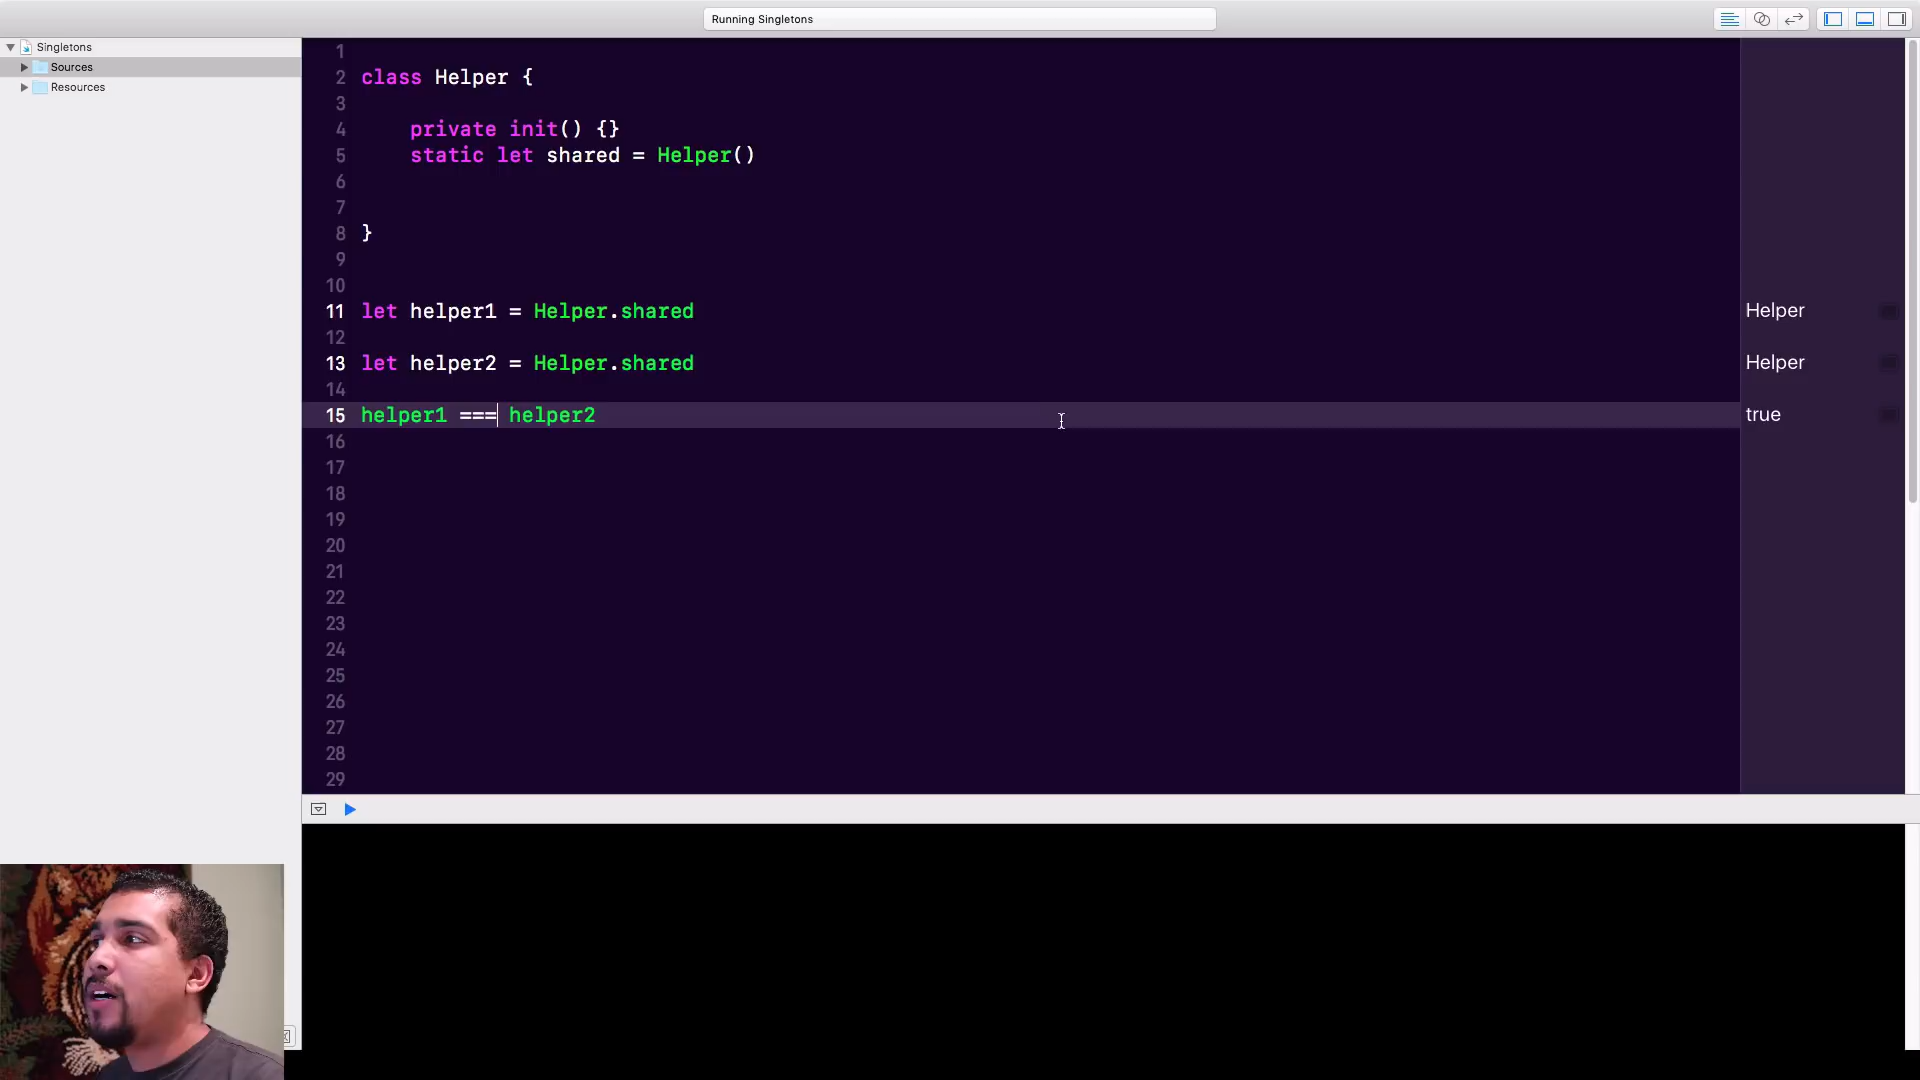 Running Singletons
Singletons
Sources
Resources
1
2 class Helper {
3
4 private init() {}
5 static let shared = Helper()
6
7
8 }
9
10
11 let helper1 = Helper.shared Helper
12
13 let helper2 = Helper.shared Helper
14
15 helper1 === helper2 true
16
17
18
19
20
21
22
23
24
25
26
27
28
29